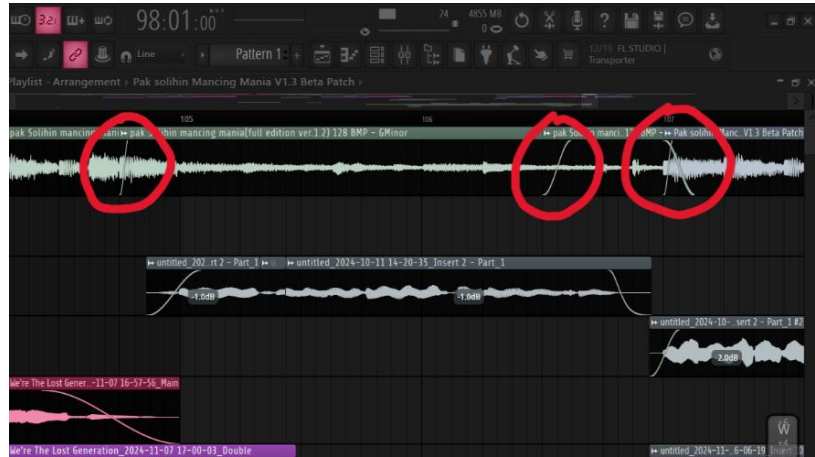 3.2:
98:01:00
24
4855 MB
0
Line
Pattern 1
12/19 FL STUDIO |
Transporter
Playlist - Arrangement › Pak solihin Mancing Mania V1.3 Beta Patch ›
105
106
107
pak Solihin mancing
pak solihin mancing mania(full edition ver.1.2) 128 BMP - GMinor
Pak solihin Manc.. V1.3 Beta Patch
untitled_202..rt 2 - Part_1
untitled_2024-10-11 14-20-35_Insert 2 - Part_1
-1.0dB
-1.0dB
untitled_2024-10-..sert 2 - Part_1 #2
-2.0dB
We're The Lost Gener..-11-07 16-57-56_Main
We're The Lost Generation_2024-11-07 17-00-03_Double
untitled_2024-11-..6-06-19
W